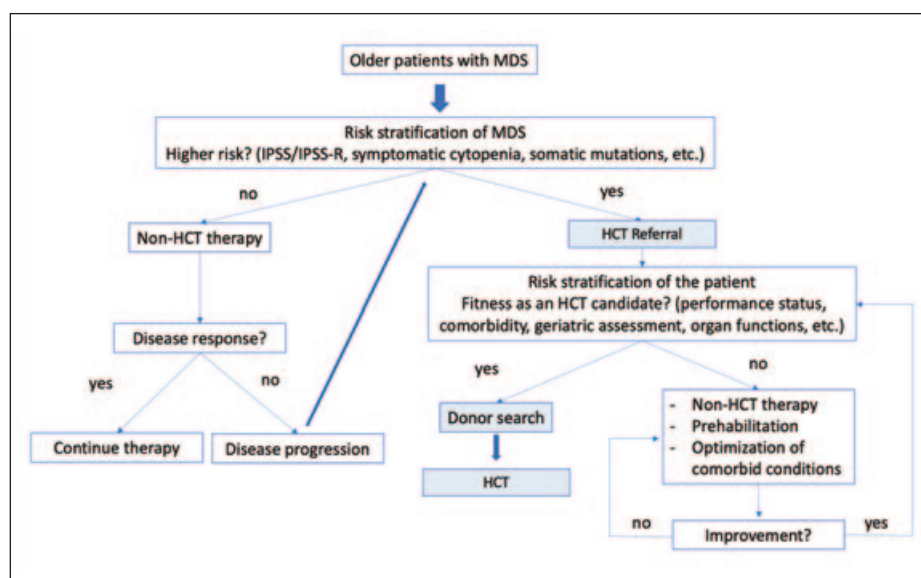 Older patients with MDS
Risk stratification of MDS
Higher risk? (IPSS/IPSS-R, symptomatic cytopenia, somatic mutations, etc.)
no
yes
Non-HCT therapy
HCT Referral
Risk stratification of the patient
Fitness as an HCT candidate? (performance status,
comorbidity, geriatric assessment, organ functions, etc.)
Disease response?
yes
no
yes
no
Continue therapy
Disease progression
Donor search
HCT
- Non-HCT therapy
- Prehabilitation
- Optimization of
comorbid conditions
no
yes
Improvement?